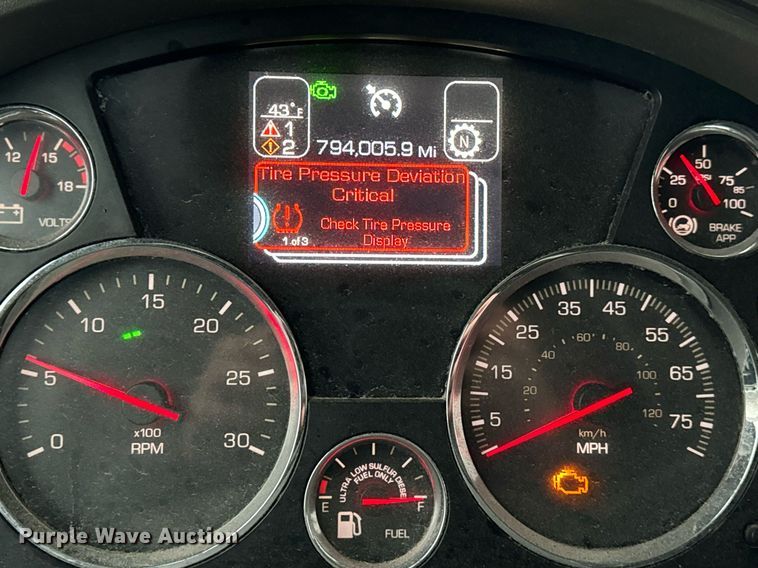 43°F
1
2
794,005.9 Mi
N
Tire Pressure Deviation
Critical
Check Tire Pressure
Display
1 of 3
12
15
18
VOLTS
0
25
50
75
85
100
PSI
BRAKE
APP
0
5
10
15
20
25
30
x100
RPM
5
15
25
35
45
55
65
75
20
40
60
80
100
120
km/h
MPH
ULTRA LOW SULFUR DIESEL
FUEL ONLY
E
F
FUEL
Purple Wave Auction